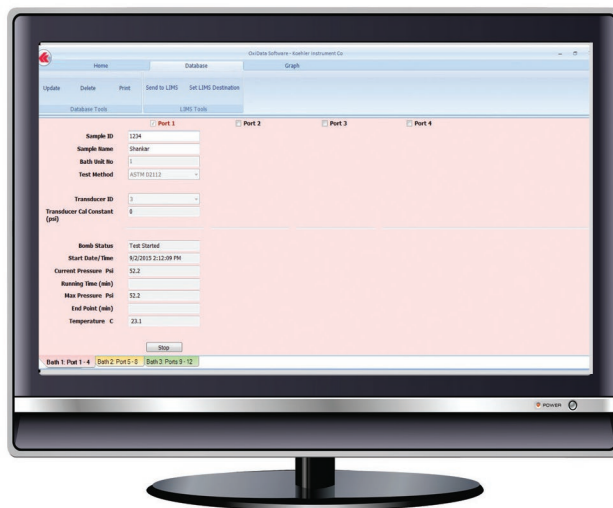 OxiData Software - Koehler Instrument Co
Home Database Graph
Update Delete Print Send to LIMS Set LIMS Destination
Database Tools LIMS Tools
Port 1 Port 2 Port 3 Port 4
Sample ID 1234
Sample Name Shankar
Bath Unit No 1
Test Method ASTM D2112
Transducer ID 3
Transducer Cal Constant 0
(psi)
Bomb Status Test Started
Start Date/Time 9/2/2015 2:12:09 PM
Current Pressure Psi 52.2
Running Time (min)
Max Pressure Psi 52.2
End Point (min)
Temperature C 23.1
Stop
Bath 1: Port 1 - 4 Bath 2: Port 5 - 8 Bath 3: Ports 9 - 12
POWER